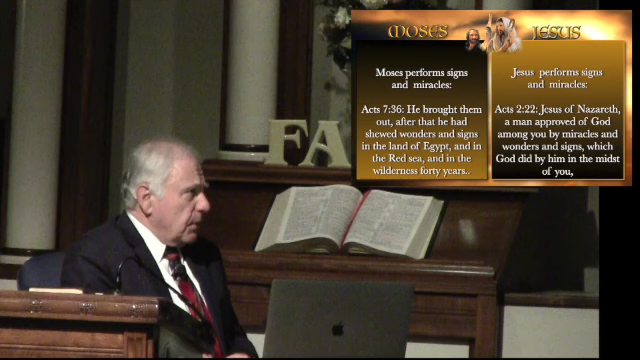 MOSES
JESUS
Moses performs signs
and miracles:
Acts 7:36: He brought them
out, after that he had
shewed wonders and signs
in the land of Egypt, and in
the Red sea, and in the
wilderness forty years..
Jesus performs signs
and miracles:
Acts 2:22: Jesus of Nazareth,
a man approved of God
among you by miracles and
wonders and signs, which
God did by him in the midst
of you,
FA